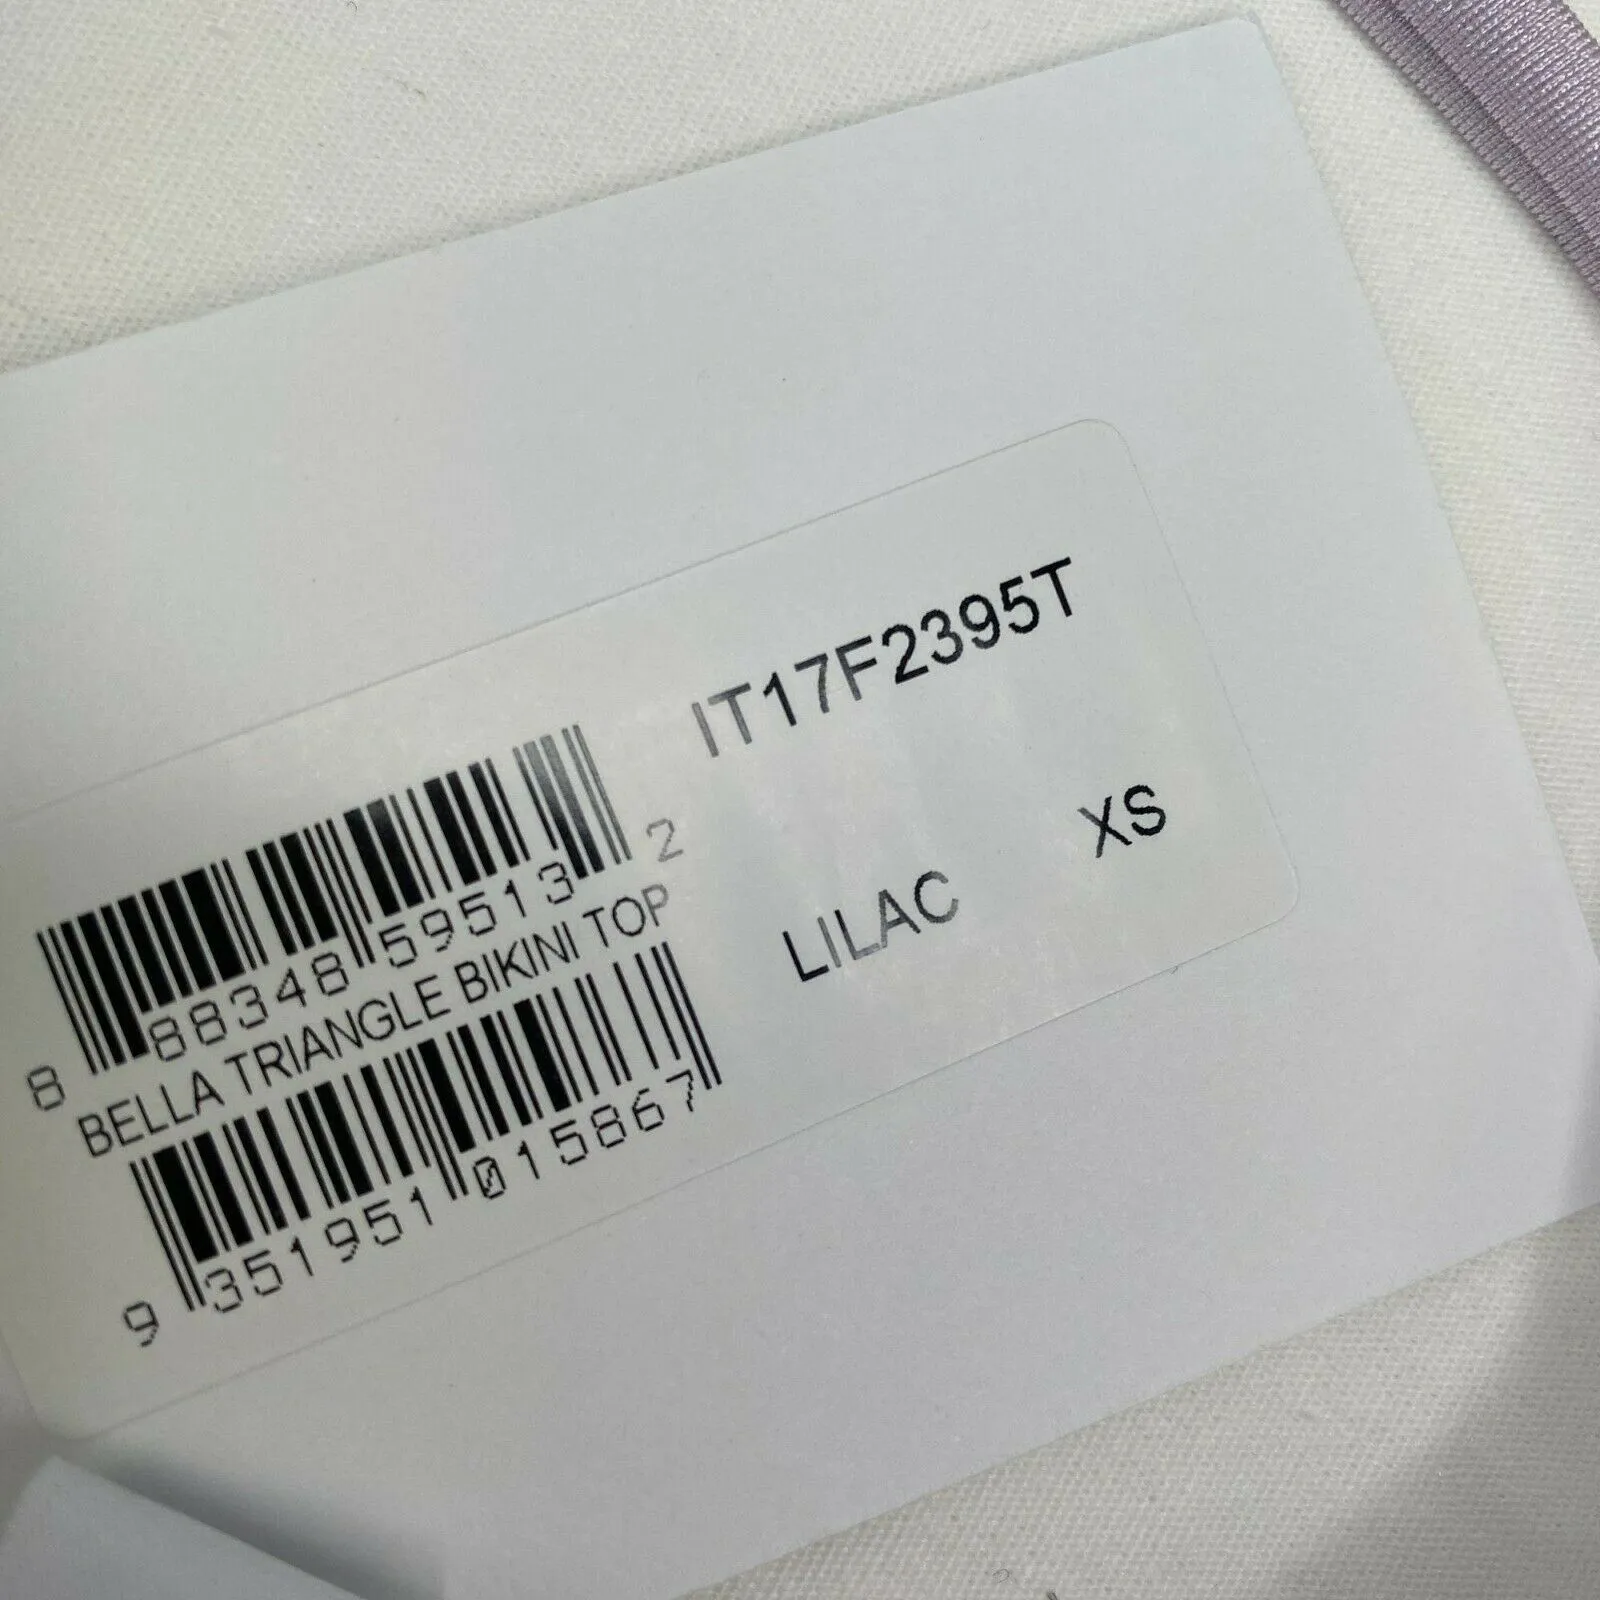 IT17F2395T
8 88348 59513 2
BELLA TRIANGLE BIKINI TOP
LILAC XS
9 351951 015867